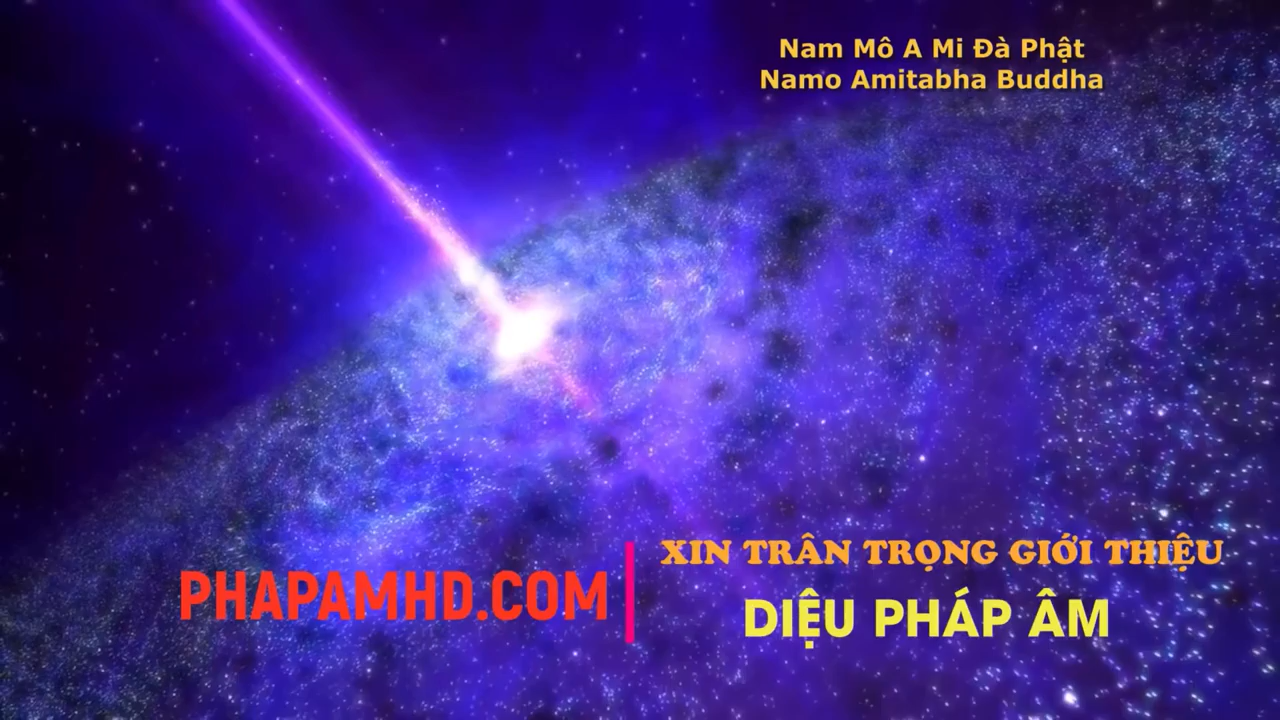 Nam Mô A Mi Đà Phật
Namo Amitabha Buddha
PHAPAMHD.COM
XIN TRÂN TRỌNG GIỚI THIỆU
DIỆU PHÁP ÂM